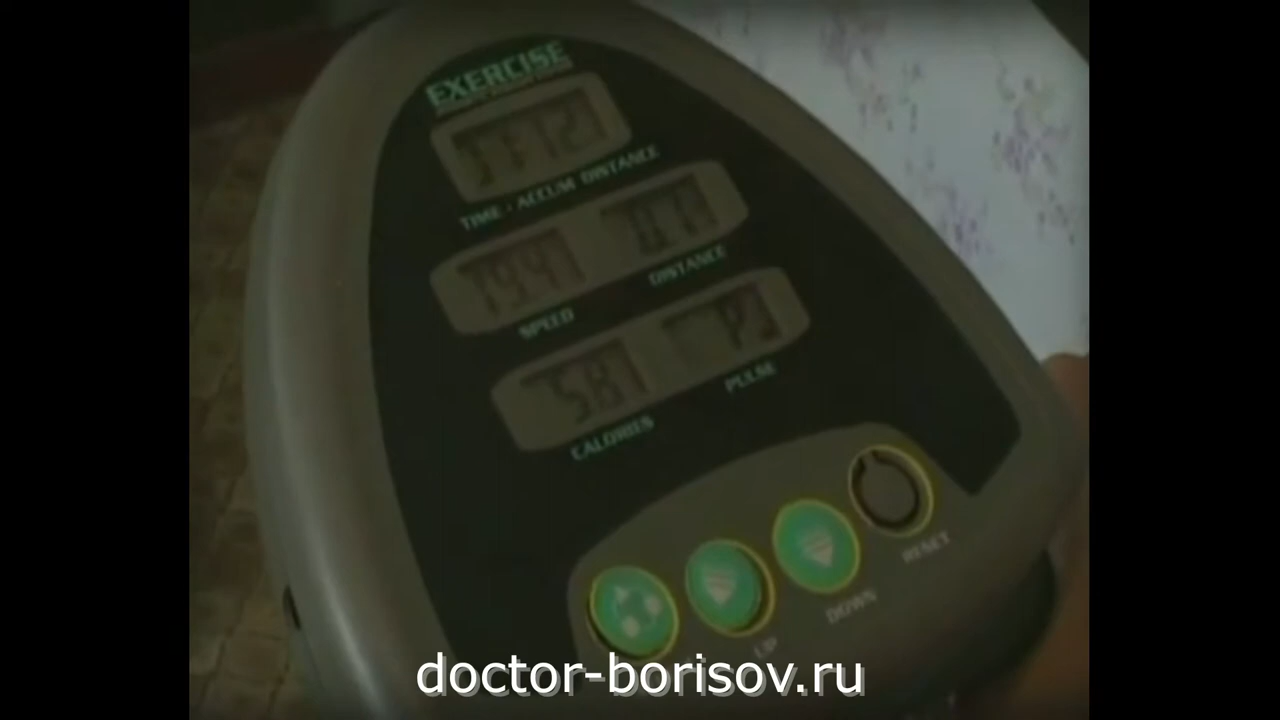 EXERCISE
TIME - ACCUM DISTANCE
DISTANCE
SPEED
PULSE
CALORIES
RESET
DOWN
UP
doctor-borisov.ru